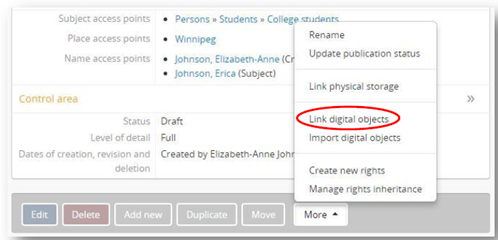 Subject access points
• Persons » Students » College students
Place access points
• Winnipeg
Name access points
• Johnson, Elizabeth-Anne (Cr
• Johnson, Erica (Subject)
Control area »
Status Draft
Level of detail Full
Dates of creation, revision and deletion
Created by Elizabeth-Anne John
Rename
Update publication status
Link physical storage
Link digital objects
Import digital objects
Create new rights
Manage rights inheritance
Edit Delete Add new Duplicate Move More